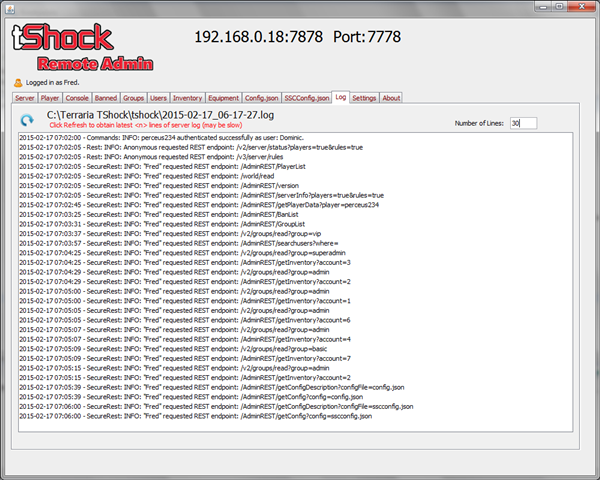 tShock
Remote Admin
192.168.0.18:7878 Port:7778
Logged in as Fred.
Server Player Console Banned Groups Users Inventory Equipment Config.json SSCConfig.json Log Settings About
C:\Terraria TShock\tshock\2015-02-17_06-17-27.log
Click Refresh to obtain latest <n> lines of server log (may be slow)
Number of Lines: 30
2015-02-17 07:02:00 - Commands: INFO: perceus234 authenticated successfully as user: Dominic.
2015-02-17 07:02:05 - Rest: INFO: Anonymous requested REST endpoint: /v2/server/status?players=true&rules=true
2015-02-17 07:02:05 - Rest: INFO: Anonymous requested REST endpoint: /v3/server/rules
2015-02-17 07:02:05 - SecureRest: INFO: "Fred" requested REST endpoint: /AdminREST/PlayerList
2015-02-17 07:02:05 - SecureRest: INFO: "Fred" requested REST endpoint: /world/read
2015-02-17 07:02:05 - SecureRest: INFO: "Fred" requested REST endpoint: /AdminREST/version
2015-02-17 07:02:05 - SecureRest: INFO: "Fred" requested REST endpoint: /AdminREST/serverInfo?players=true&rules=true
2015-02-17 07:02:45 - SecureRest: INFO: "Fred" requested REST endpoint: /AdminREST/getPlayerData?player=perceus234
2015-02-17 07:03:25 - SecureRest: INFO: "Fred" requested REST endpoint: /AdminREST/BanList
2015-02-17 07:03:31 - SecureRest: INFO: "Fred" requested REST endpoint: /AdminREST/GroupList
2015-02-17 07:03:37 - SecureRest: INFO: "Fred" requested REST endpoint: /v2/groups/read?group=vip
2015-02-17 07:03:57 - SecureRest: INFO: "Fred" requested REST endpoint: /AdminREST/searchusers?where=
2015-02-17 07:04:25 - SecureRest: INFO: "Fred" requested REST endpoint: /v2/groups/read?group=superadmin
2015-02-17 07:04:25 - SecureRest: INFO: "Fred" requested REST endpoint: /AdminREST/getInventory?account=3
2015-02-17 07:04:29 - SecureRest: INFO: "Fred" requested REST endpoint: /v2/groups/read?group=admin
2015-02-17 07:04:29 - SecureRest: INFO: "Fred" requested REST endpoint: /AdminREST/getInventory?account=2
2015-02-17 07:05:00 - SecureRest: INFO: "Fred" requested REST endpoint: /v2/groups/read?group=admin
2015-02-17 07:05:00 - SecureRest: INFO: "Fred" requested REST endpoint: /AdminREST/getInventory?account=1
2015-02-17 07:05:05 - SecureRest: INFO: "Fred" requested REST endpoint: /v2/groups/read?group=admin
2015-02-17 07:05:05 - SecureRest: INFO: "Fred" requested REST endpoint: /AdminREST/getInventory?account=6
2015-02-17 07:05:07 - SecureRest: INFO: "Fred" requested REST endpoint: /v2/groups/read?group=admin
2015-02-17 07:05:07 - SecureRest: INFO: "Fred" requested REST endpoint: /AdminREST/getInventory?account=4
2015-02-17 07:05:09 - SecureRest: INFO: "Fred" requested REST endpoint: /v2/groups/read?group=basic
2015-02-17 07:05:09 - SecureRest: INFO: "Fred" requested REST endpoint: /AdminREST/getInventory?account=7
2015-02-17 07:05:15 - SecureRest: INFO: "Fred" requested REST endpoint: /v2/groups/read?group=admin
2015-02-17 07:05:15 - SecureRest: INFO: "Fred" requested REST endpoint: /AdminREST/getInventory?account=2
2015-02-17 07:05:39 - SecureRest: INFO: "Fred" requested REST endpoint: /AdminREST/getConfigDescription?configFile=config.json
2015-02-17 07:05:39 - SecureRest: INFO: "Fred" requested REST endpoint: /AdminREST/getConfig?config=config.json
2015-02-17 07:06:00 - SecureRest: INFO: "Fred" requested REST endpoint: /AdminREST/getConfigDescription?configFile=sscconfig.json
2015-02-17 07:06:00 - SecureRest: INFO: "Fred" requested REST endpoint: /AdminREST/getConfig?config=sscconfig.json